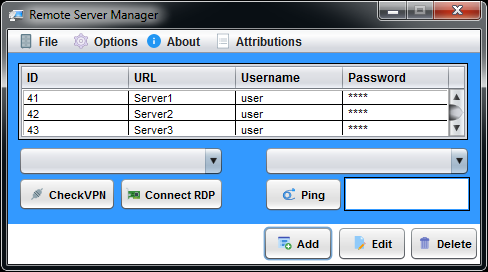 Remote Server Manager
File Options About Attributions
ID URL Username Password
41 Server1 user ****
42 Server2 user ****
43 Server3 user ****
CheckVPN Connect RDP Ping
Add Edit Delete